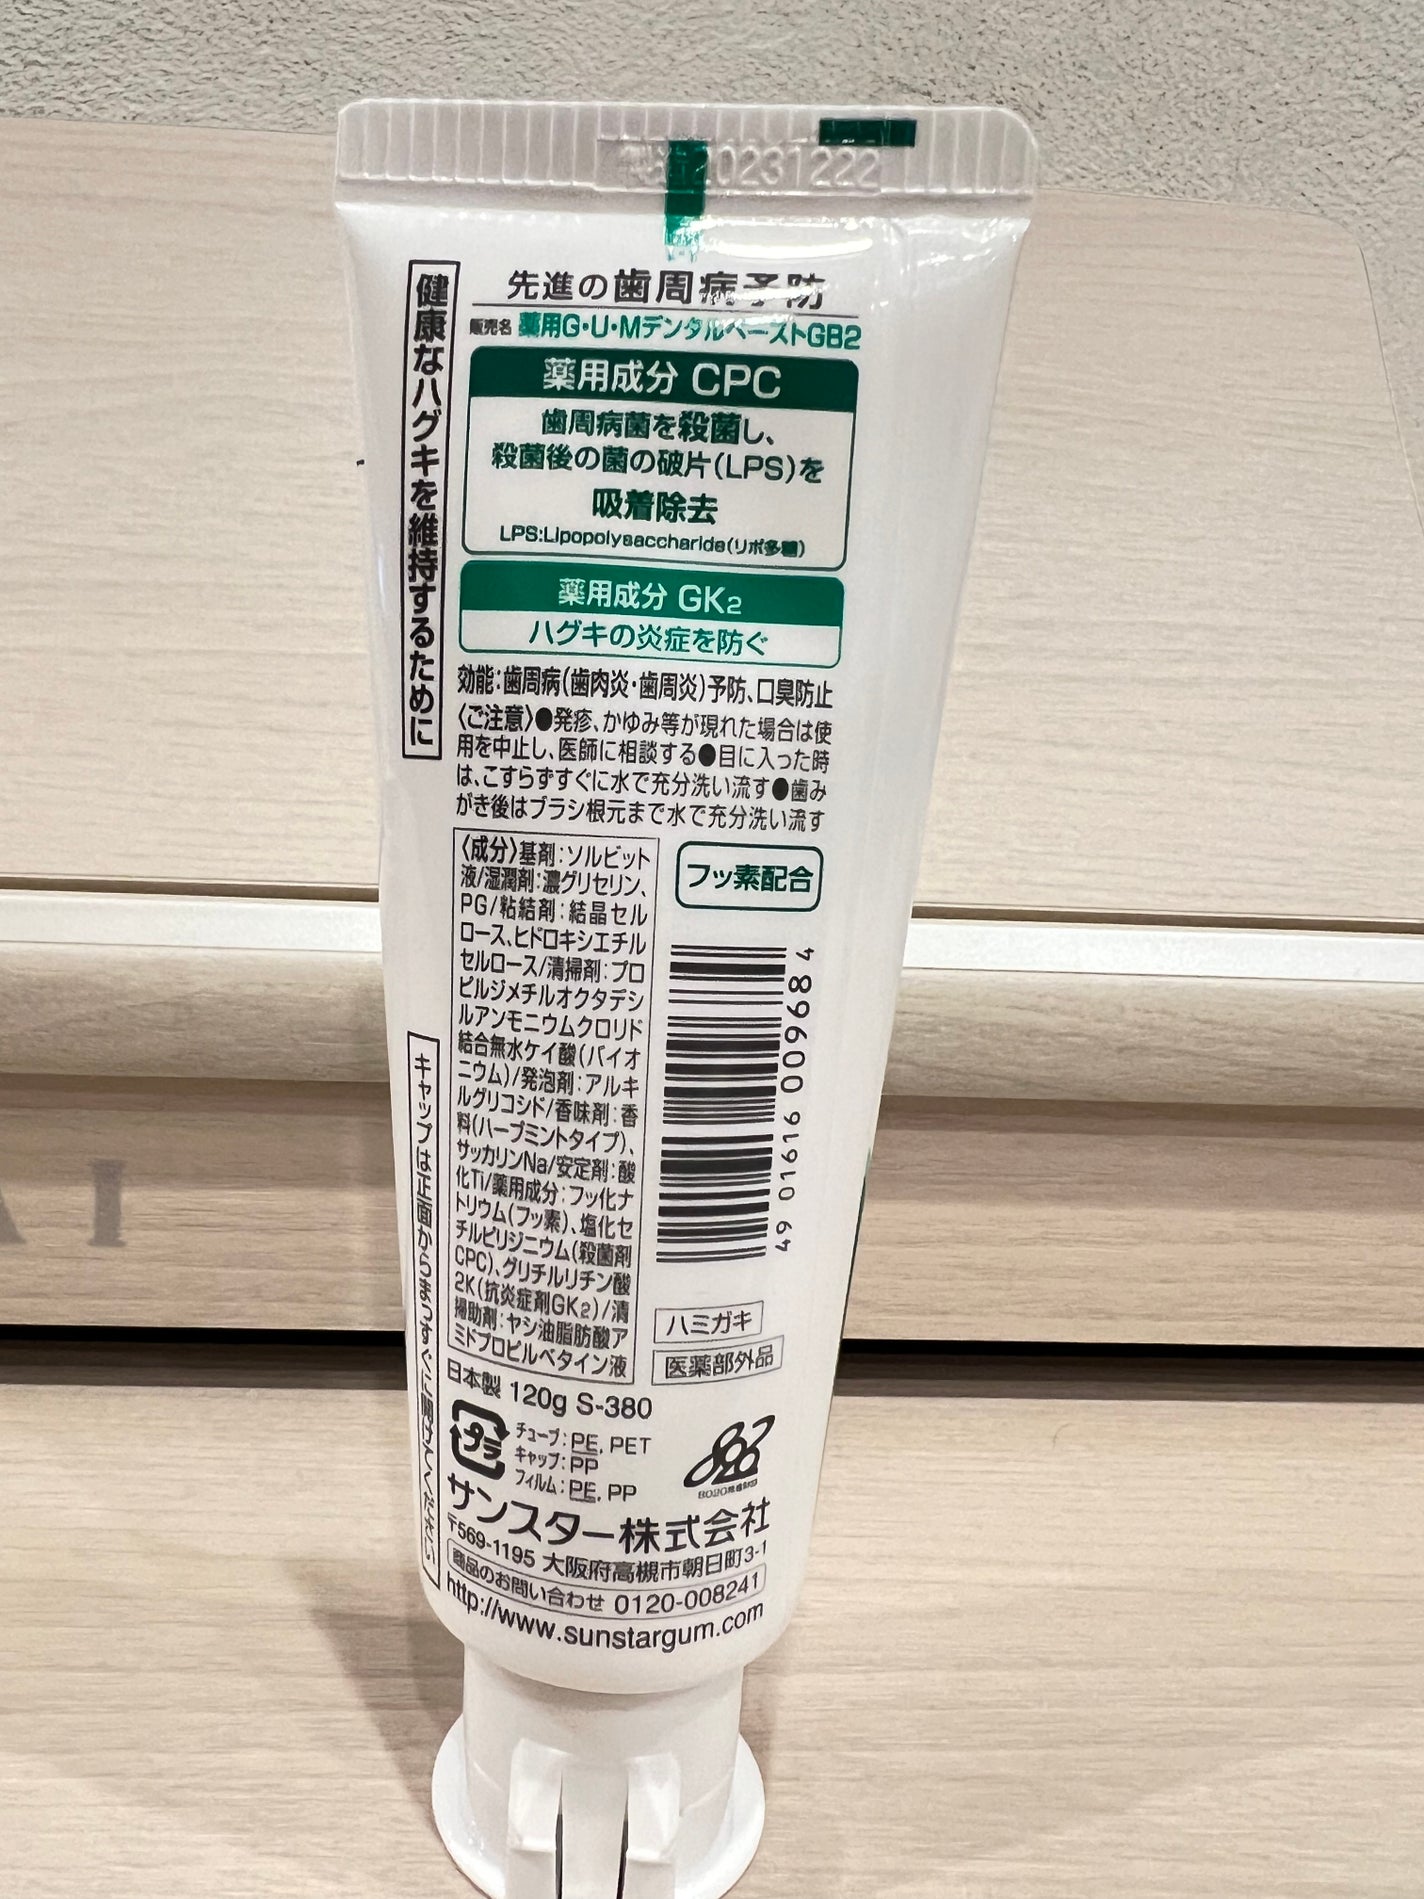 20231222
健康なハグキを維持するために
先進の歯周病予防
販売名 薬用G・U・MデンタルペーストGB2
薬用成分 CPC
歯周病菌を殺菌し、
殺菌後の菌の破片(LPS)を
吸着除去
LPS:Lipopolysaccharide(リポ多糖)
薬用成分 GK2
ハグキの炎症を防ぐ
効能:歯周病(歯肉炎・歯周炎)予防、口臭防止
〈ご注意〉●発疹、かゆみ等が現れた場合は使
用を中止し、医師に相談する●目に入った時
は、こすらずすぐに水で充分洗い流す●歯み
がき後はブラシ根元まで水で充分洗い流す
〈成分〉基剤:ソルビット
液/湿潤剤:濃グリセリン、
PG/粘結剤:結晶セル
ロース、ヒドロキシエチル
セルロース/清掃剤:プロ
ピルジメチルオクタデシ
ルアンモニウムクロリド
結合無水ケイ酸(バイオ
ニウム)/発泡剤:アルキ
ルグリコシド/香味剤:香
料(ハーブミントタイプ)、
サッカリンNa/安定剤:酸
化Ti/薬用成分:フッ化ナ
トリウム(フッ素)、塩化セ
チルピリジニウム(殺菌剤
CPC)、グリチルリチン酸
2K(抗炎症剤GK2)/清
掃助剤:ヤシ油脂肪酸ア
ミドプロピルベタイン液
フッ素配合
4 901616 009684
ハミガキ
医薬部外品
キャップは正面からまっすぐに開けてください
日本製 120g S-380
プラ
チューブ:PE, PET
キャップ:PP
フィルム:PE, PP
8020
サンスター株式会社
〒569-1195 大阪府高槻市朝日町3-1
商品のお問い合わせ 0120-008241
http://www.sunstargum.com